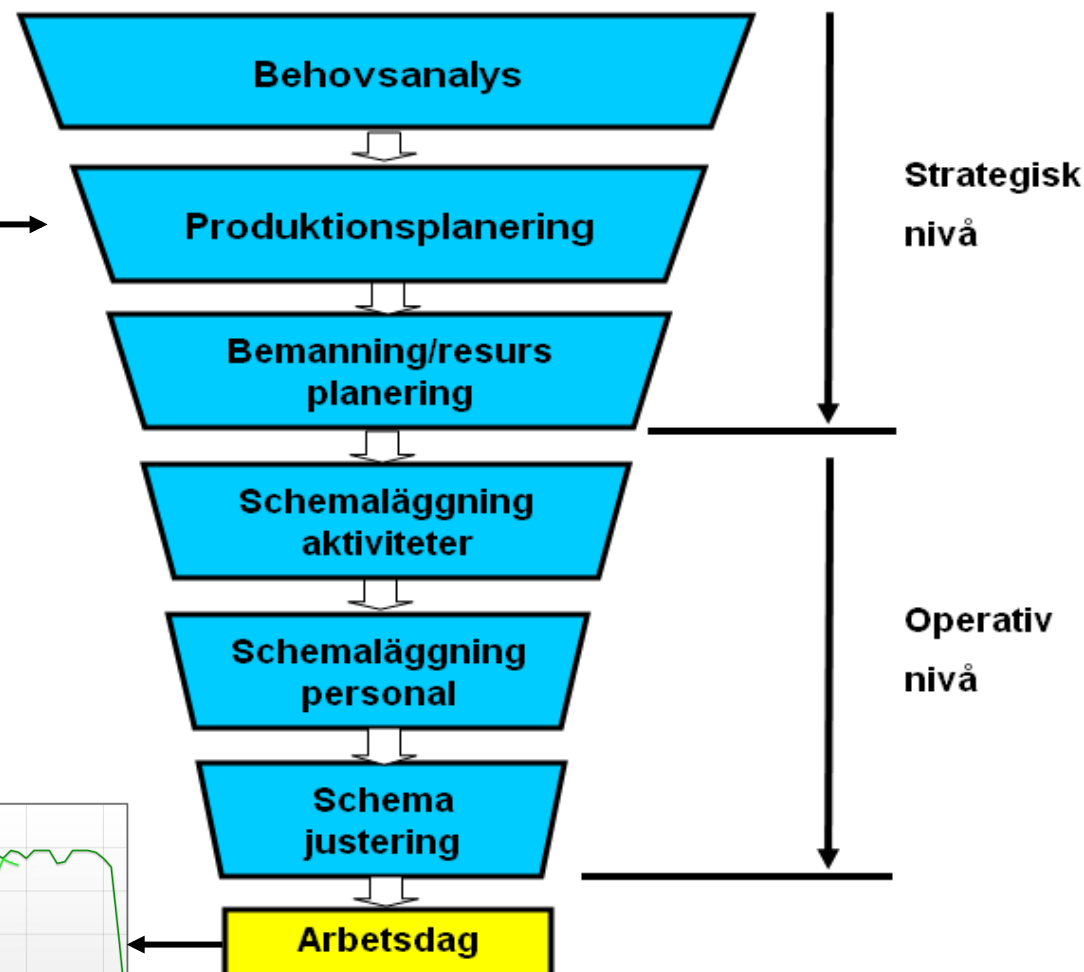 Behovsanalys
Produktionsplanering
Bemanning/resurs
planering
Strategisk
nivå
Schemaläggning
aktiviteter
Schemaläggning
personal
Schema
justering
Operativ
nivå
Arbetsdag